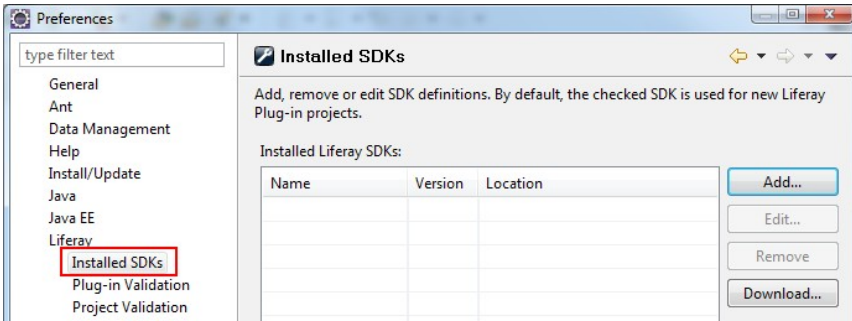 Preferences
type filter text
General
Ant
Data Management
Help
Install/Update
Java
Java EE
Liferay
Installed SDKs
Plug-in Validation
Project Validation
Installed SDKs
Add, remove or edit SDK definitions. By default, the checked SDK is used for new Liferay
Plug-in projects.
Installed Liferay SDKs:
Name Version Location
Add...
Edit...
Remove
Download...